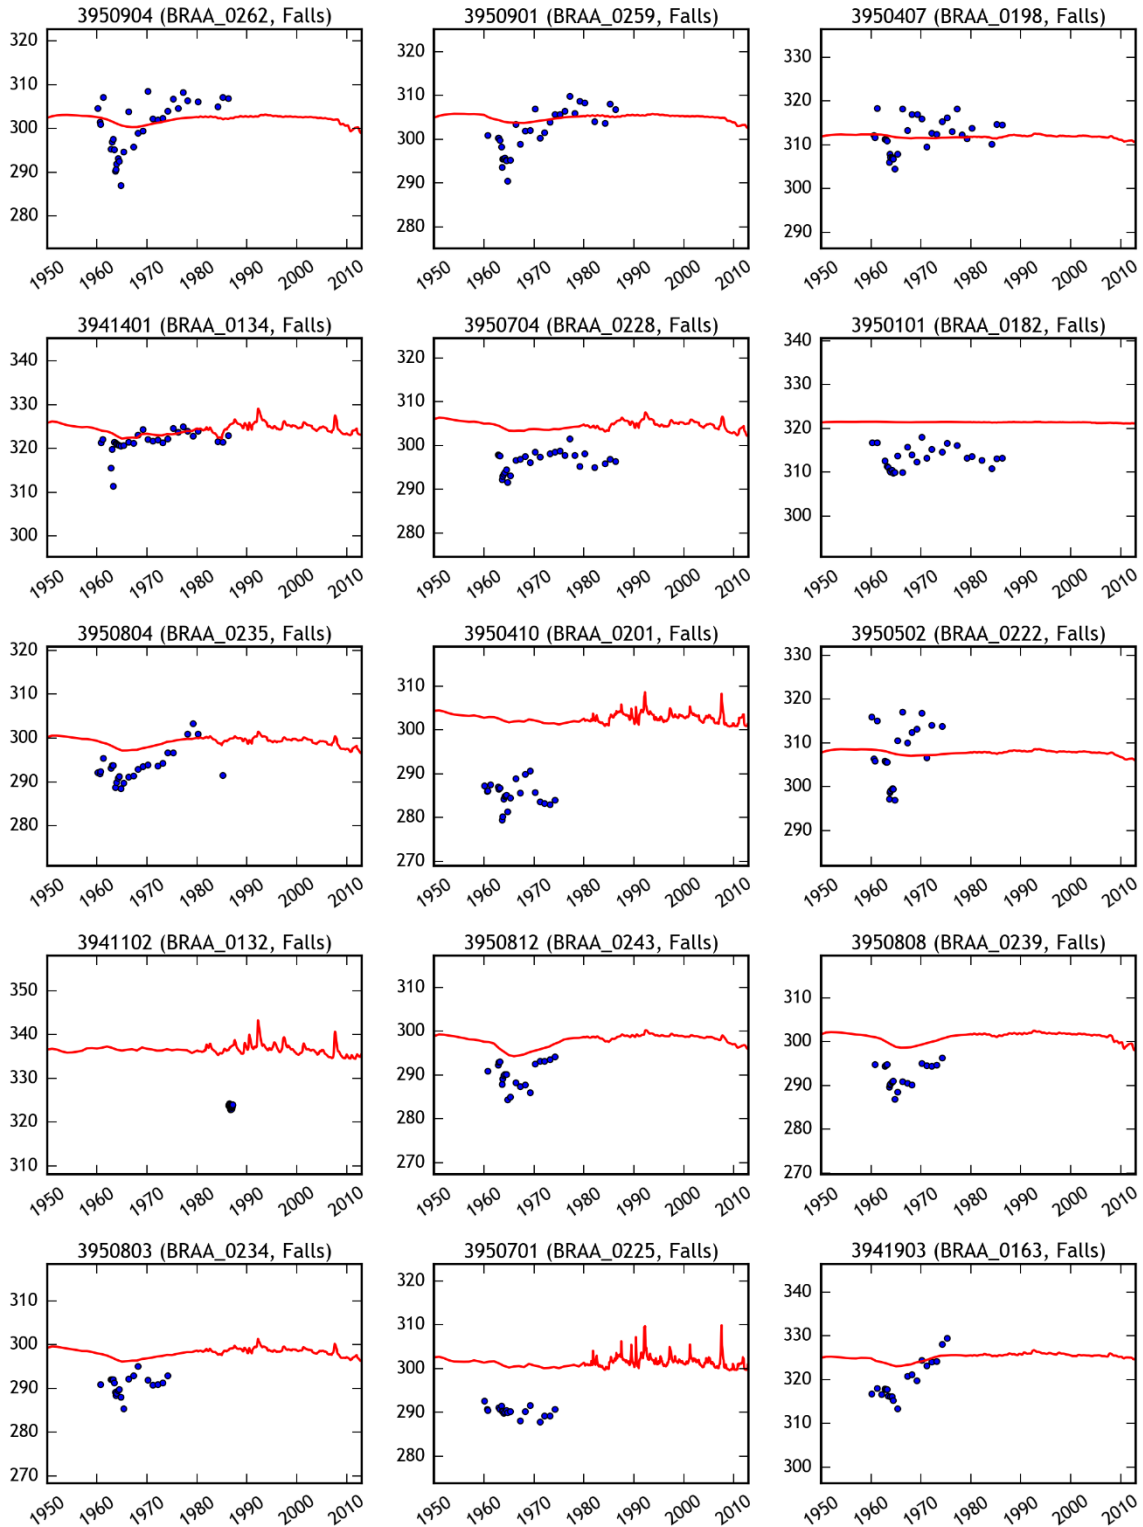 3950904 (BRAA_0262, Falls) 3950901 (BRAA_0259, Falls) 3950407 (BRAA_0198, Falls)
320 320 330
310 310 320
300 300 310
290 290 300
280 280 290
1950 1960 1970 1980 1990 2000 2010 1950 1960 1970 1980 1990 2000 2010 1950 1960 1970 1980 1990 2000 2010
3941401 (BRAA_0134, Falls) 3950704 (BRAA_0228, Falls) 3950101 (BRAA_0182, Falls)
340 320 340
330 310 330
320 300 320
310 290 310
300 280 300
1950 1960 1970 1980 1990 2000 2010 1950 1960 1970 1980 1990 2000 2010 1950 1960 1970 1980 1990 2000 2010
3950804 (BRAA_0235, Falls) 3950410 (BRAA_0201, Falls) 3950502 (BRAA_0222, Falls)
320 310 330
310 300 320
300 290 310
290 280 300
280 270 290
1950 1960 1970 1980 1990 2000 2010 1950 1960 1970 1980 1990 2000 2010 1950 1960 1970 1980 1990 2000 2010
3941102 (BRAA_0132, Falls) 3950812 (BRAA_0243, Falls) 3950808 (BRAA_0239, Falls)
350 310 310
340 300 300
330 290 290
320 280 280
310 270 270
1950 1960 1970 1980 1990 2000 2010 1950 1960 1970 1980 1990 2000 2010 1950 1960 1970 1980 1990 2000 2010
3950803 (BRAA_0234, Falls) 3950701 (BRAA_0225, Falls) 3941903 (BRAA_0163, Falls)
310 320 340
300 310 330
290 300 320
280 290 310
270 280 300
1950 1960 1970 1980 1990 2000 2010 1950 1960 1970 1980 1990 2000 2010 1950 1960 1970 1980 1990 2000 2010